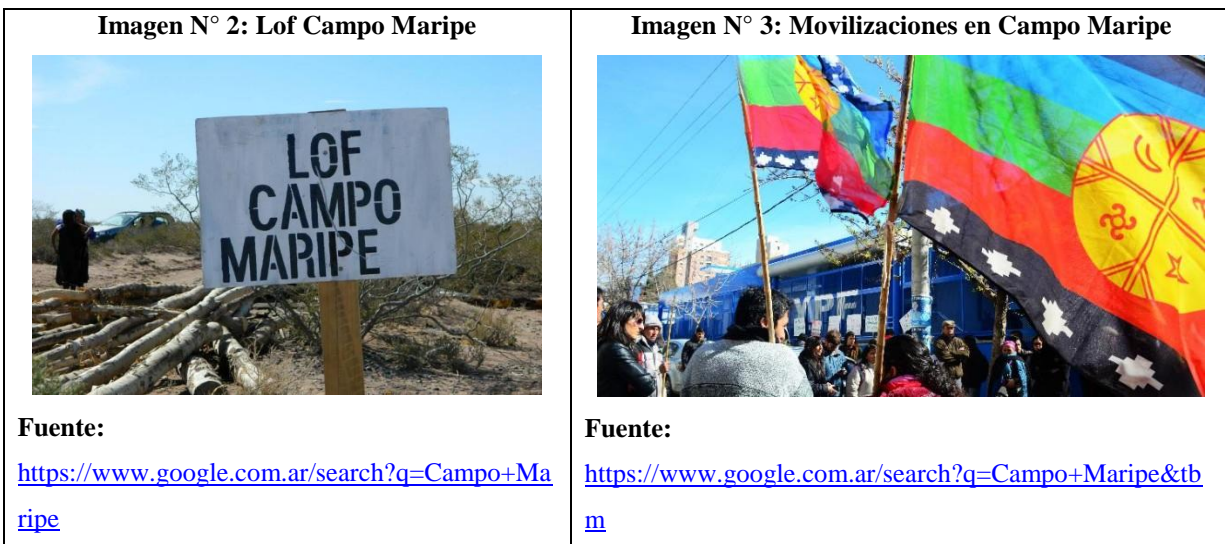 Imagen N° 2: Lof Campo Maripe
LOF
CAMPO
MARIPE
Fuente:
https://www.google.com.ar/search?q=Campo+Ma
ripe
Imagen N° 3: Movilizaciones en Campo Maripe
MPF
Fuente:
https://www.google.com.ar/search?q=Campo+Maripe&tb
m